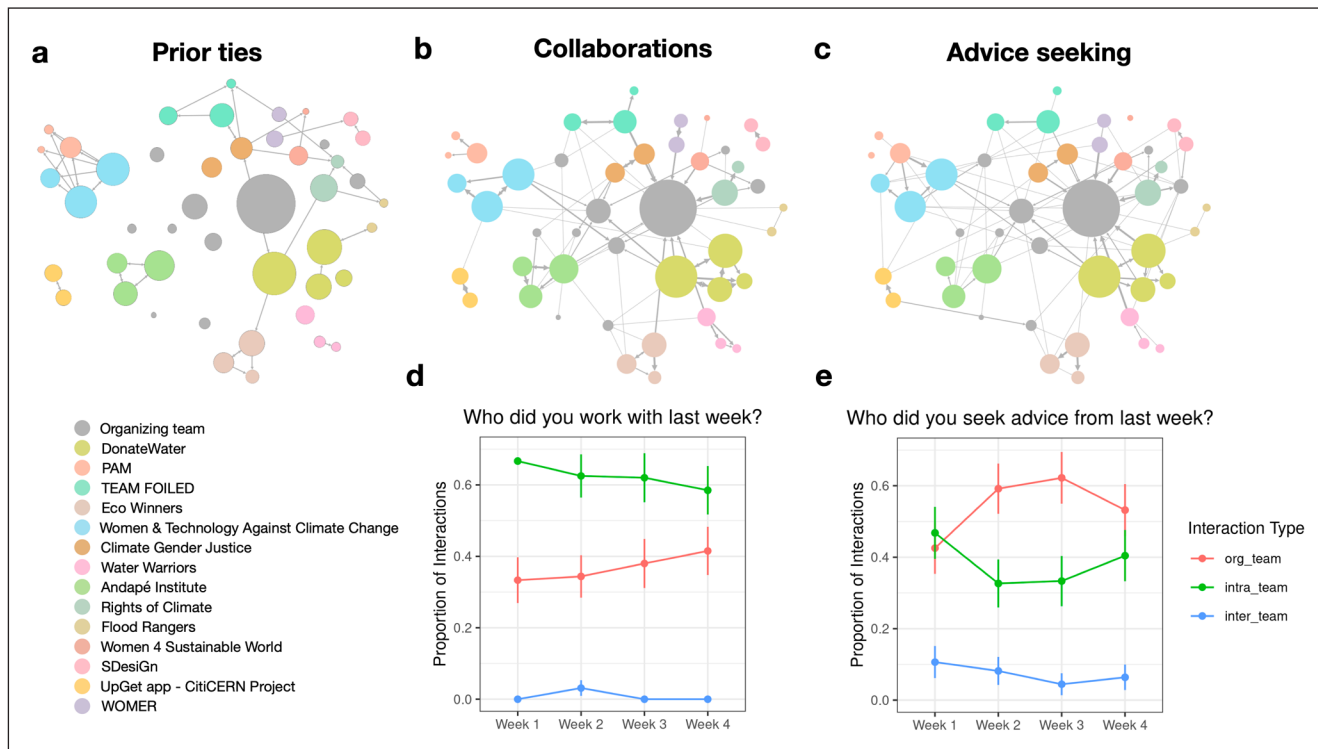 a
Prior ties
b
Collaborations
c
Advice seeking
Organizing team
DonateWater
PAM
TEAM FOILED
Eco Winners
Women & Technology Against Climate Change
Climate Gender Justice
Water Warriors
Andapé Institute
Rights of Climate
Flood Rangers
Women 4 Sustainable World
SDesiGn
UpGet app - CitiCERN Project
WOMER
d
Who did you work with last week?
Proportion of Interactions
0.6
0.4
0.2
0.0
Week 1
Week 2
Week 3
Week 4
e
Who did you seek advice from last week?
Proportion of Interactions
0.6
0.4
0.2
0.0
Week 1
Week 2
Week 3
Week 4
Interaction Type
org_team
intra_team
inter_team